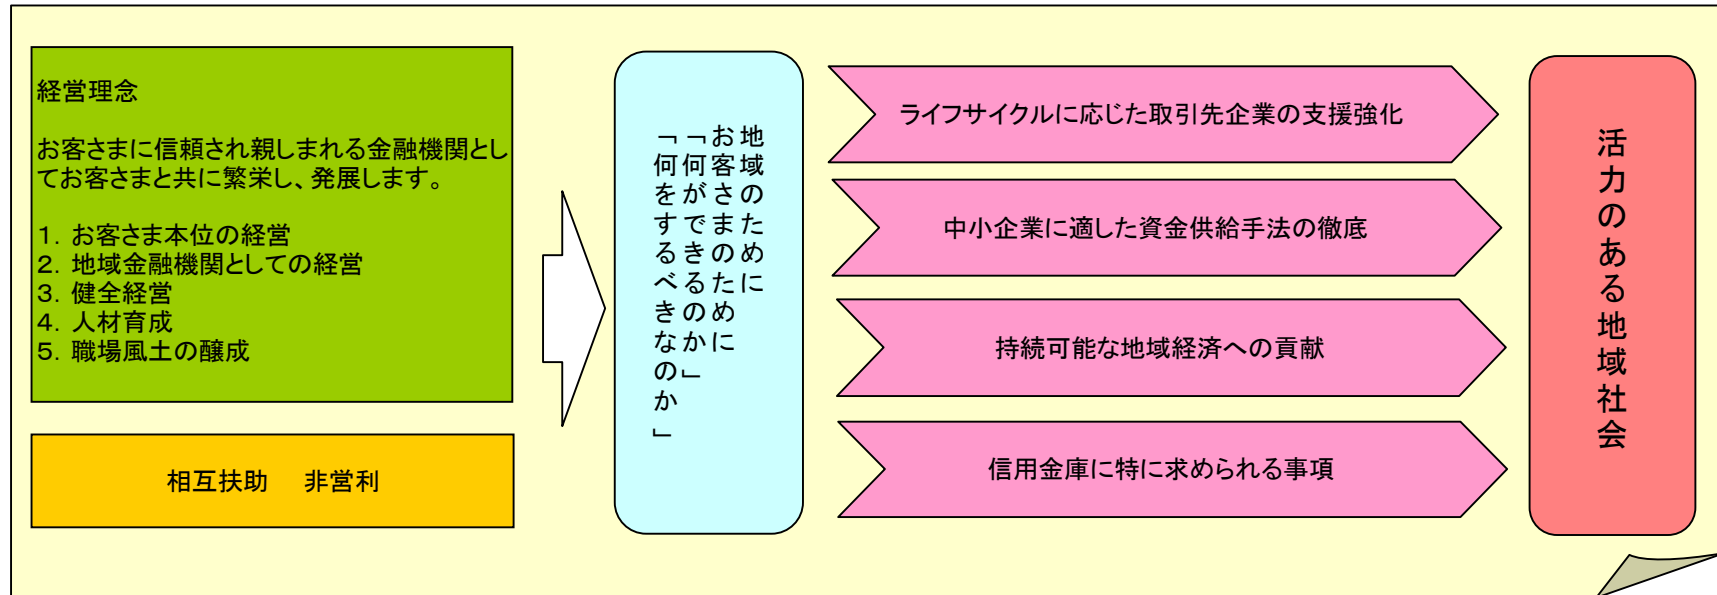 経営理念
お客さまに信頼され親しまれる金融機関とし
てお客さまと共に繁栄し、発展します。
1．お客さま本位の経営
2．地域金融機関としての経営
3．健全経営
4．人材育成
5．職場風土の醸成
相互扶助　非営利
地域のために
お客さまのために
「何ができるのか」
「何をするべきなのか」
ライフサイクルに応じた取引先企業の支援強化
中小企業に適した資金供給手法の徹底
持続可能な地域経済への貢献
信用金庫に特に求められる事項
活力のある地域社会